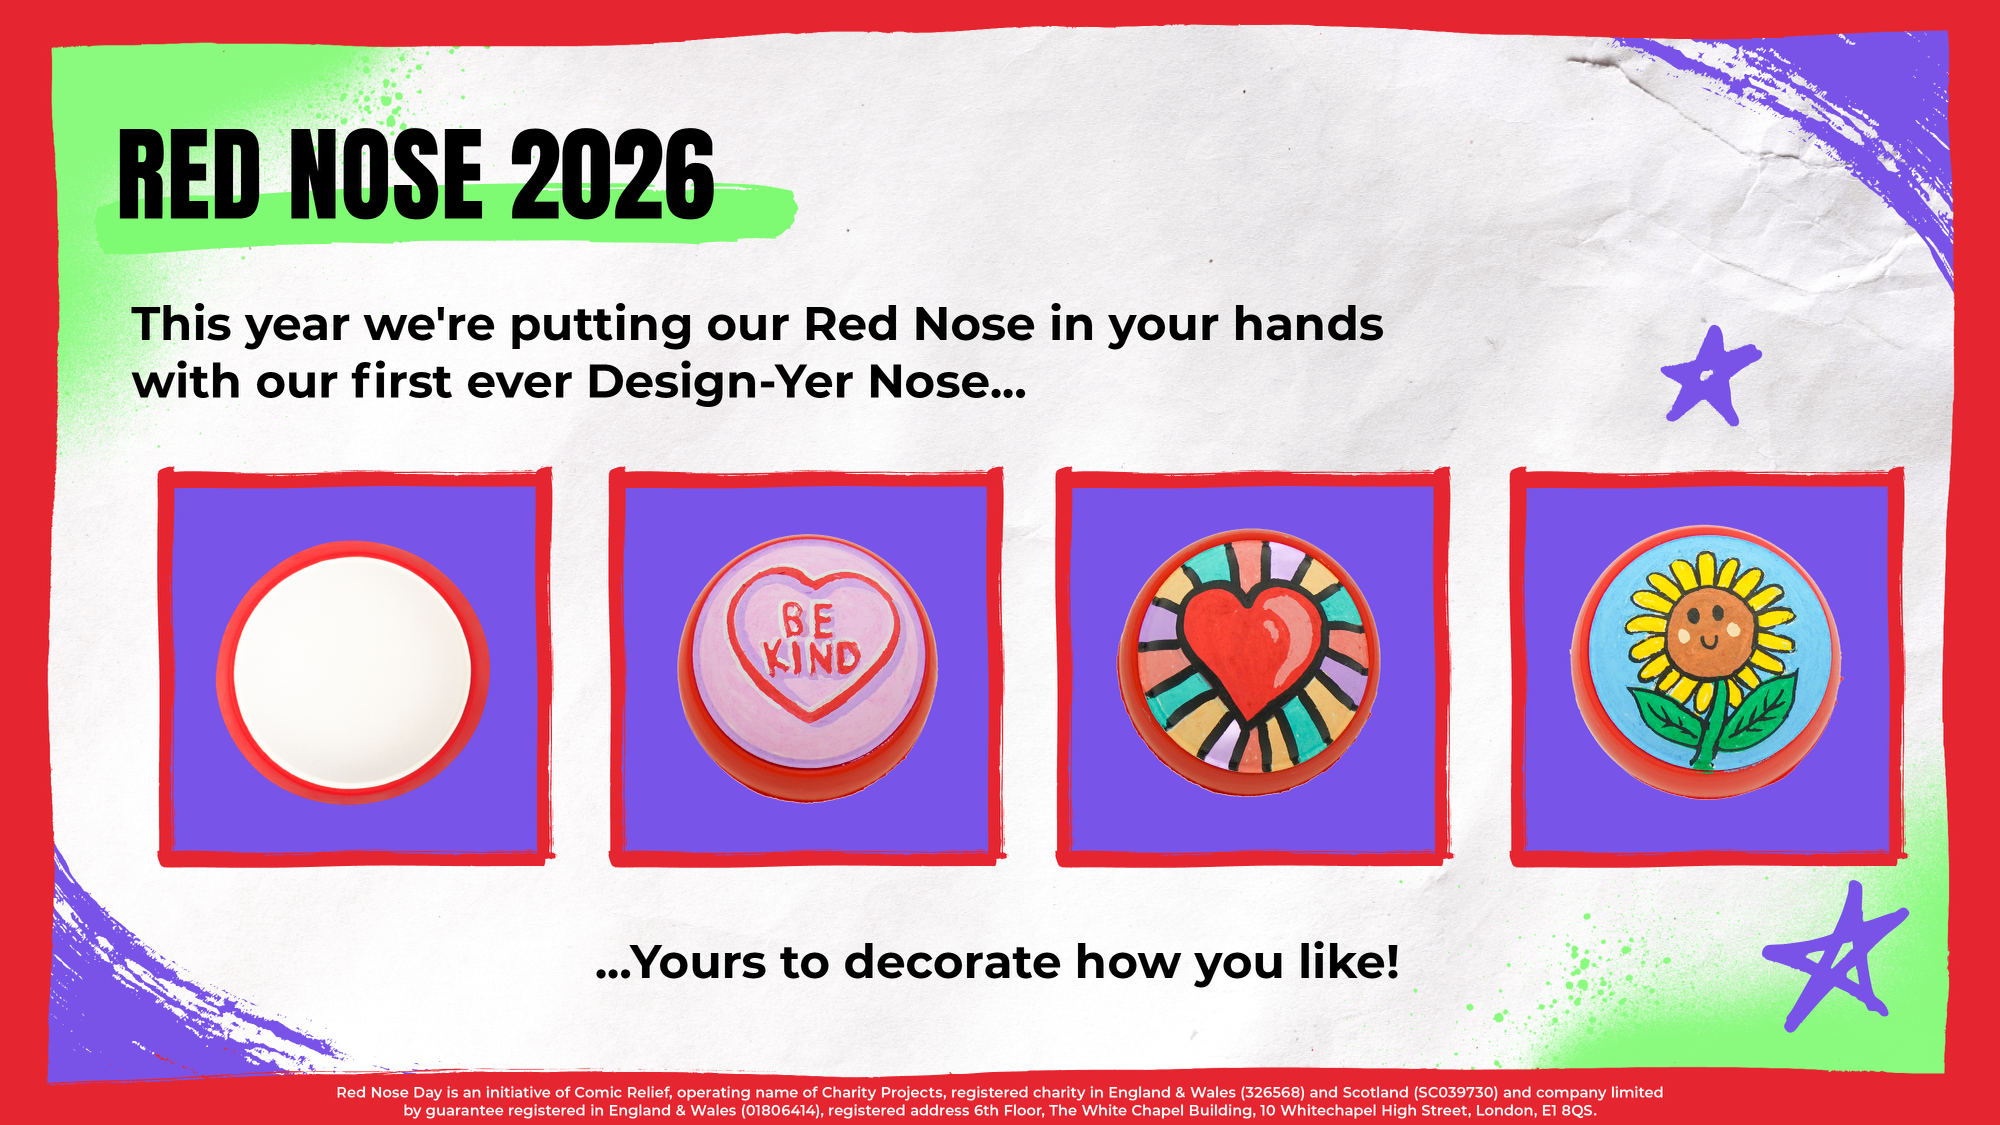 RED NOSE 2026
This year we're putting our Red Nose in your hands
with our first ever Design-Yer Nose...
BE
KIND
...Yours to decorate how you like!
Red Nose Day is an initiative of Comic Relief, operating name of Charity Projects, registered charity in England & Wales (326568) and Scotland (SC039730) and company limited
by guarantee registered in England & Wales (01806414), registered address 6th Floor, The White Chapel Building, 10 Whitechapel High Street, London, E1 8QS.